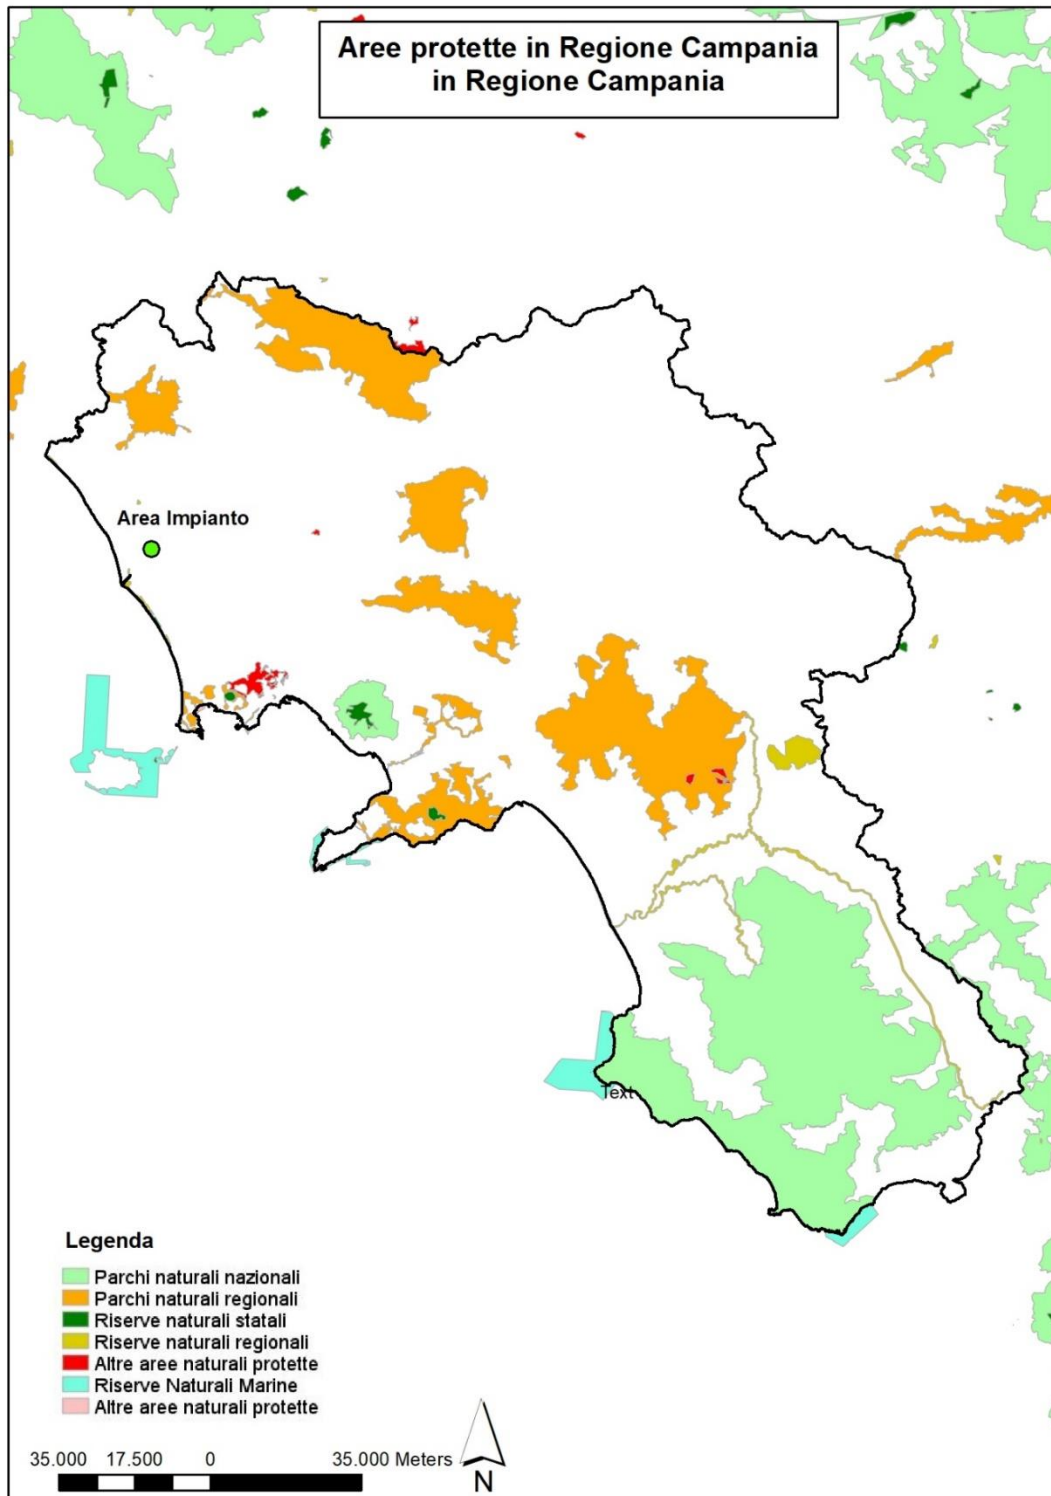 Aree protette in Regione Campania
in Regione Campania
Area Impianto
Text
Legenda
Parchi naturali nazionali
Parchi naturali regionali
Riserve naturali statali
Riserve naturali regionali
Altre aree naturali protette
Riserve Naturali Marine
Altre aree naturali protette
35.000 17.500 0 35.000 Meters
N